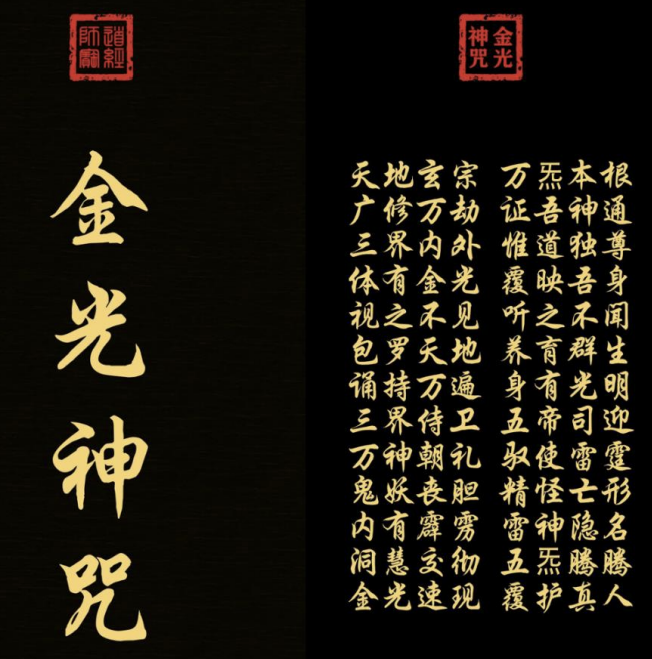 道經師寶
金光神咒
金光神咒
天地玄宗 万炁本根
广修万劫 证吾神通
三界内外 惟道独尊
体有金光 覆映吾身
视之不见 听之不闻
包罗天地 养育群生
诵持万遍 身有光明
三界侍卫 五帝司迎
万神朝礼 驭使雷霆
鬼妖丧胆 精怪亡形
内有霹雳 雷神隐名
洞慧交彻 五炁腾腾
金光速现 覆护真人